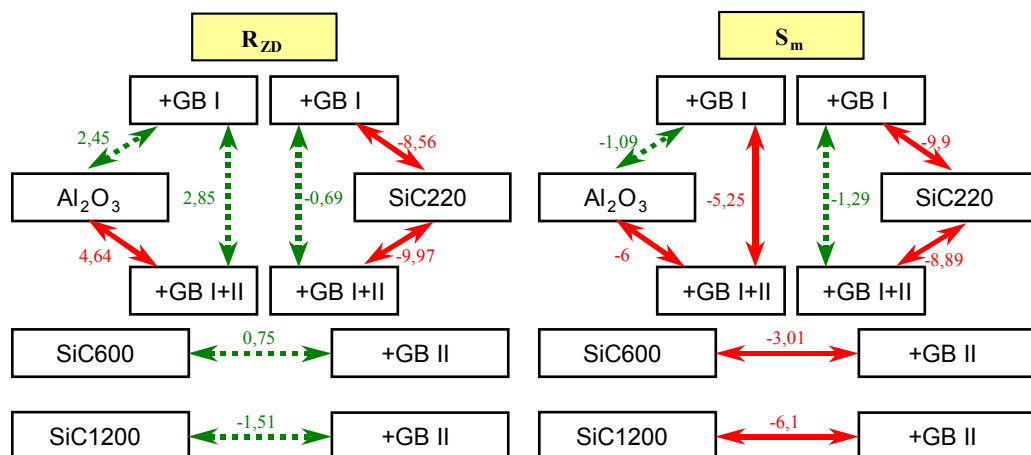 R_ZD
S_m
+GB I
+GB I
+GB I
+GB I
2,45
-8,56
-1,09
-9,9
Al₂O₃
2,85
-0,69
SiC220
Al₂O₃
-5,25
-1,29
SiC220
4,64
-9,97
-6
-8,89
+GB I+II
+GB I+II
+GB I+II
+GB I+II
SiC600
0,75
+GB II
SiC600
-3,01
+GB II
SiC1200
-1,51
+GB II
SiC1200
-6,1
+GB II